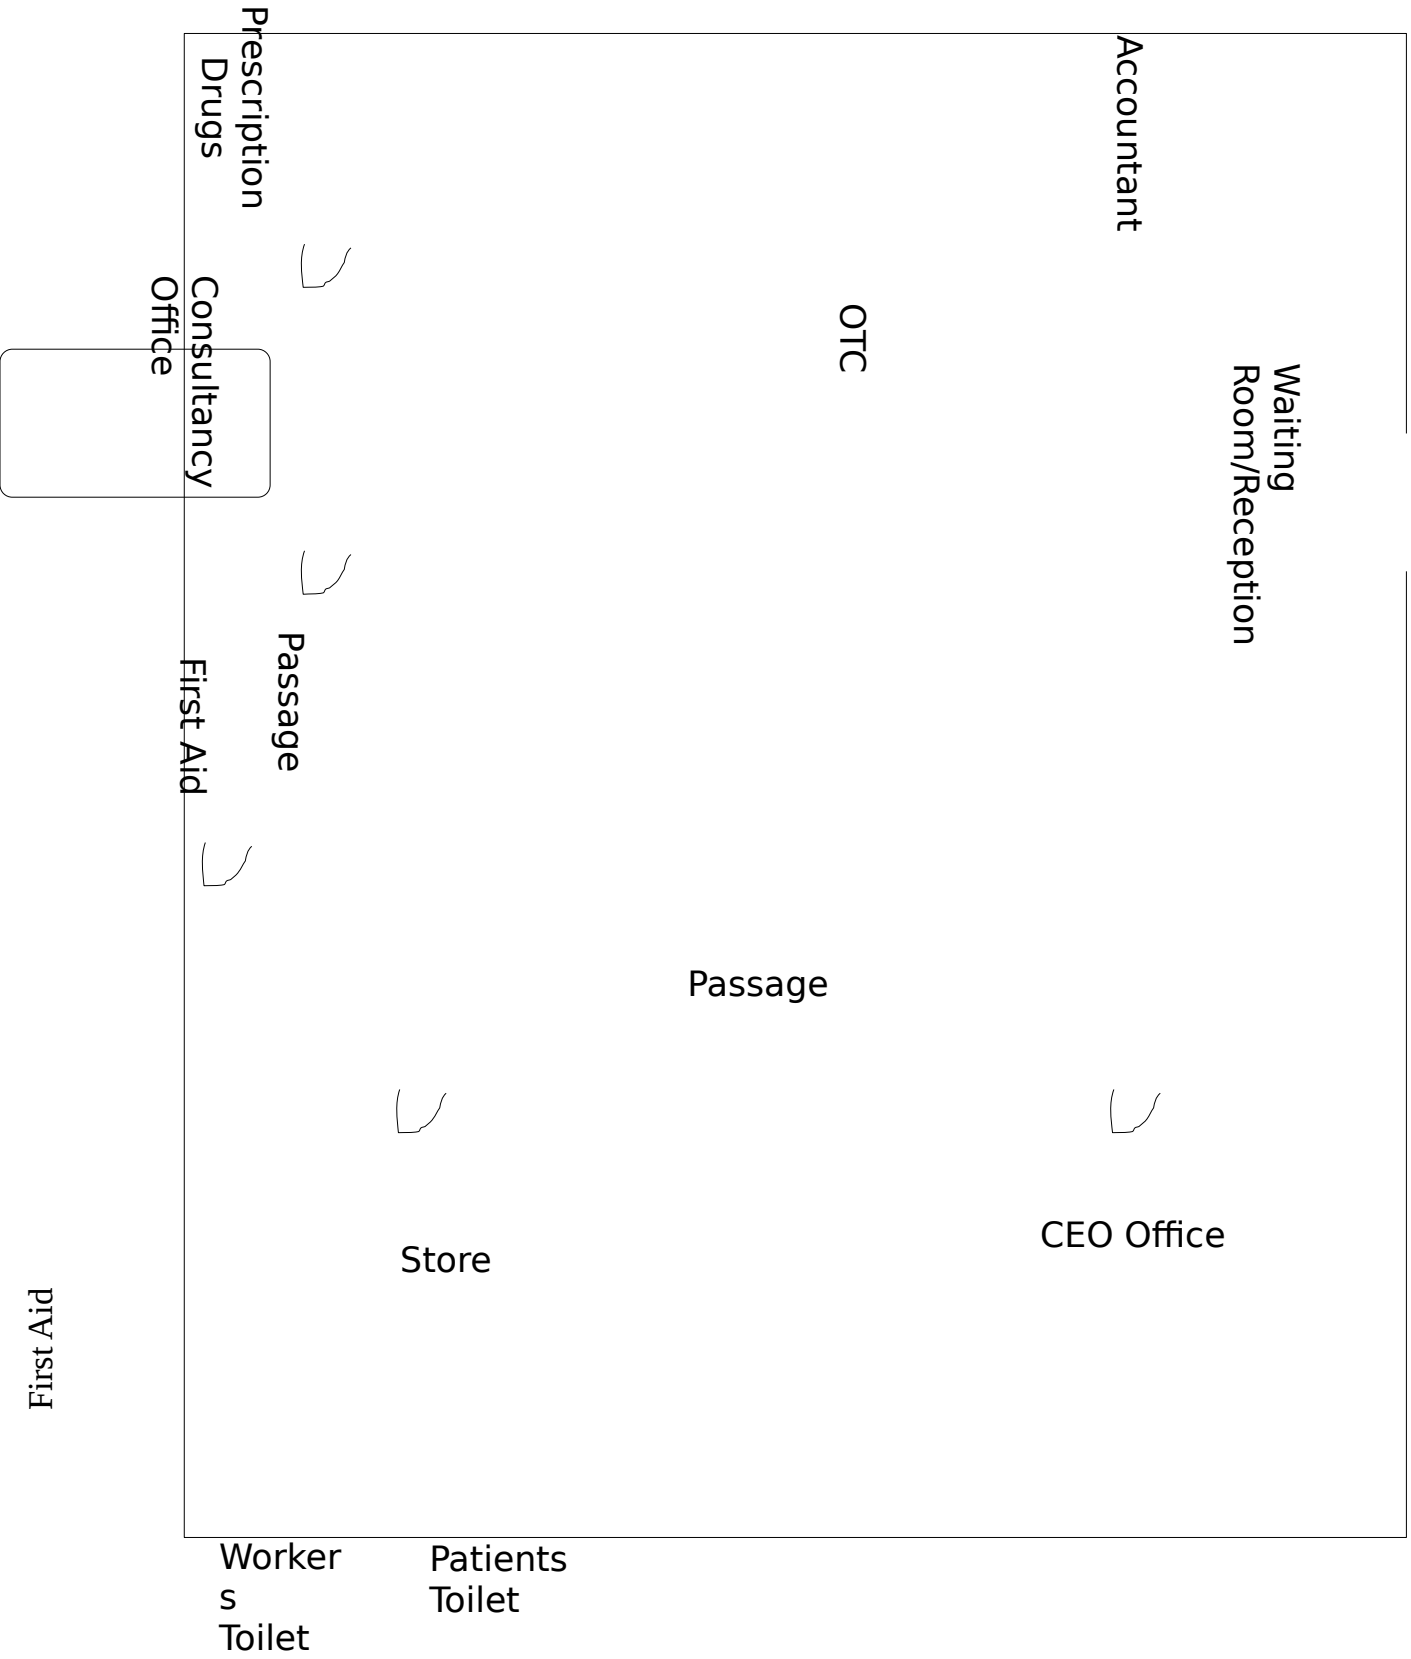 Prescription
Drugs
Accountant
Consultancy
Office
OTC
Waiting
Room/Reception
Passage
First Aid
Passage
CEO Office
Store
First Aid
Worker
s
Toilet
Patients
Toilet